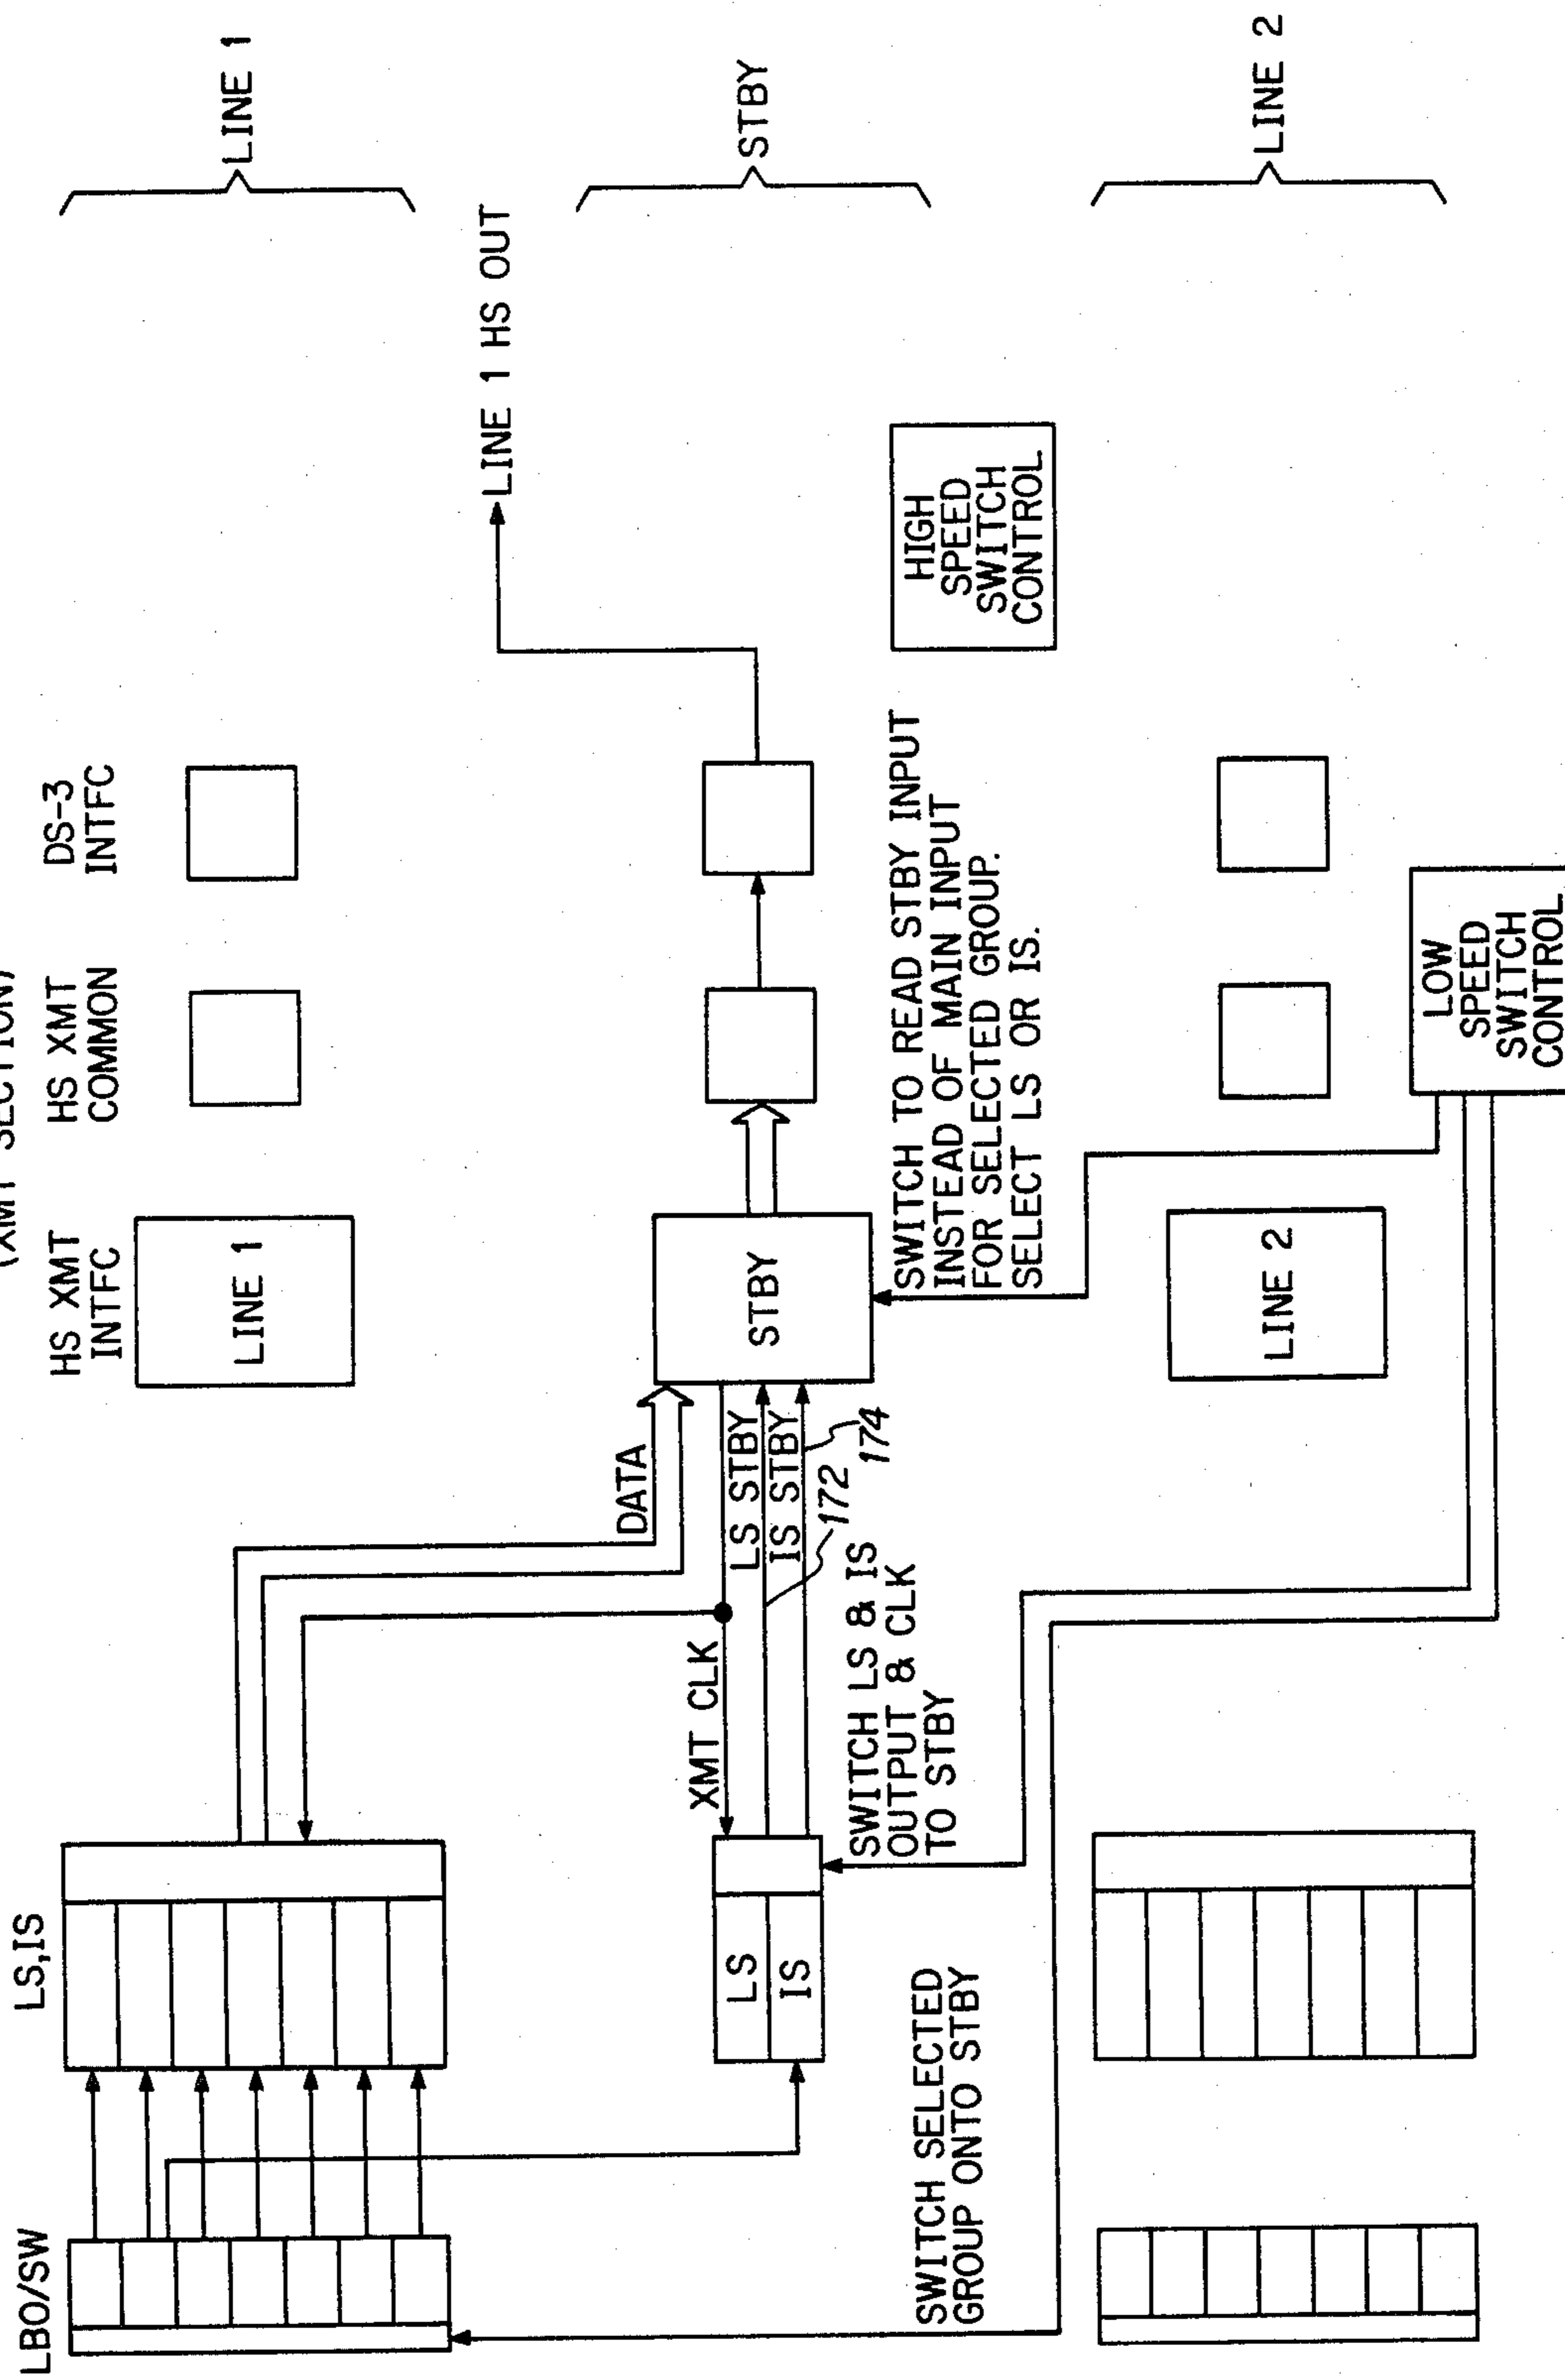 (XMT SECTION)
LBO/SW
LS,IS
HS XMT
INTFC
HS XMT
COMMON
DS-3
INTFC
LINE 1
LINE 1
DATA
LINE 1 HS OUT
XMT CLK
LS STBY
IS STBY
172
174
LS
IS
STBY
STBY
SWITCH LS & IS
OUTPUT & CLK
TO STBY
SWITCH TO READ STBY INPUT
INSTEAD OF MAIN INPUT
FOR SELECTED GROUP.
SELECT LS OR IS.
HIGH
SPEED
SWITCH
CONTROL
SWITCH SELECTED
GROUP ONTO STBY
LINE 2
LINE 2
LOW
SPEED
SWITCH
CONTROL